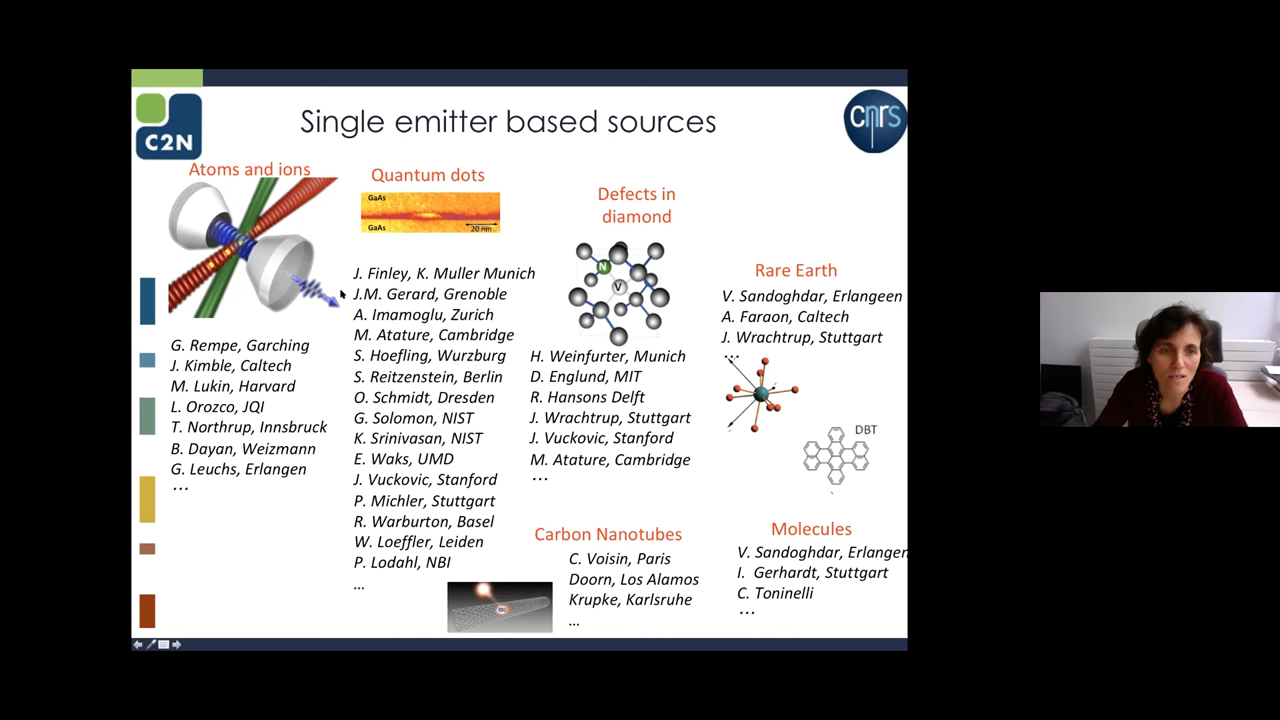 Single emitter based sources
C2N
cnrs
Atoms and ions
G. Rempe, Garching
J. Kimble, Caltech
M. Lukin, Harvard
L. Orozco, JQI
T. Northrup, Innsbruck
B. Dayan, Weizmann
G. Leuchs, Erlangen
...
Quantum dots
GaAs
GaAs
20 nm
J. Finley, K. Muller Munich
J.M. Gerard, Grenoble
A. Imamoglu, Zurich
M. Atature, Cambridge
S. Hoefling, Wurzburg
S. Reitzenstein, Berlin
O. Schmidt, Dresden
G. Solomon, NIST
K. Srinivasan, NIST
E. Waks, UMD
J. Vuckovic, Stanford
P. Michler, Stuttgart
R. Warburton, Basel
W. Loeffler, Leiden
P. Lodahl, NBI
...
Defects in
diamond
N
V
H. Weinfurter, Munich
D. Englund, MIT
R. Hansons Delft
J. Wrachtrup, Stuttgart
J. Vuckovic, Stanford
M. Atature, Cambridge
...
Carbon Nanotubes
C. Voisin, Paris
Doorn, Los Alamos
Krupke, Karlsruhe
...
Rare Earth
V. Sandoghdar, Erlangeen
A. Faraon, Caltech
J. Wrachtrup, Stuttgart
...
DBT
Molecules
V. Sandoghdar, Erlangen
I. Gerhardt, Stuttgart
C. Toninelli
...